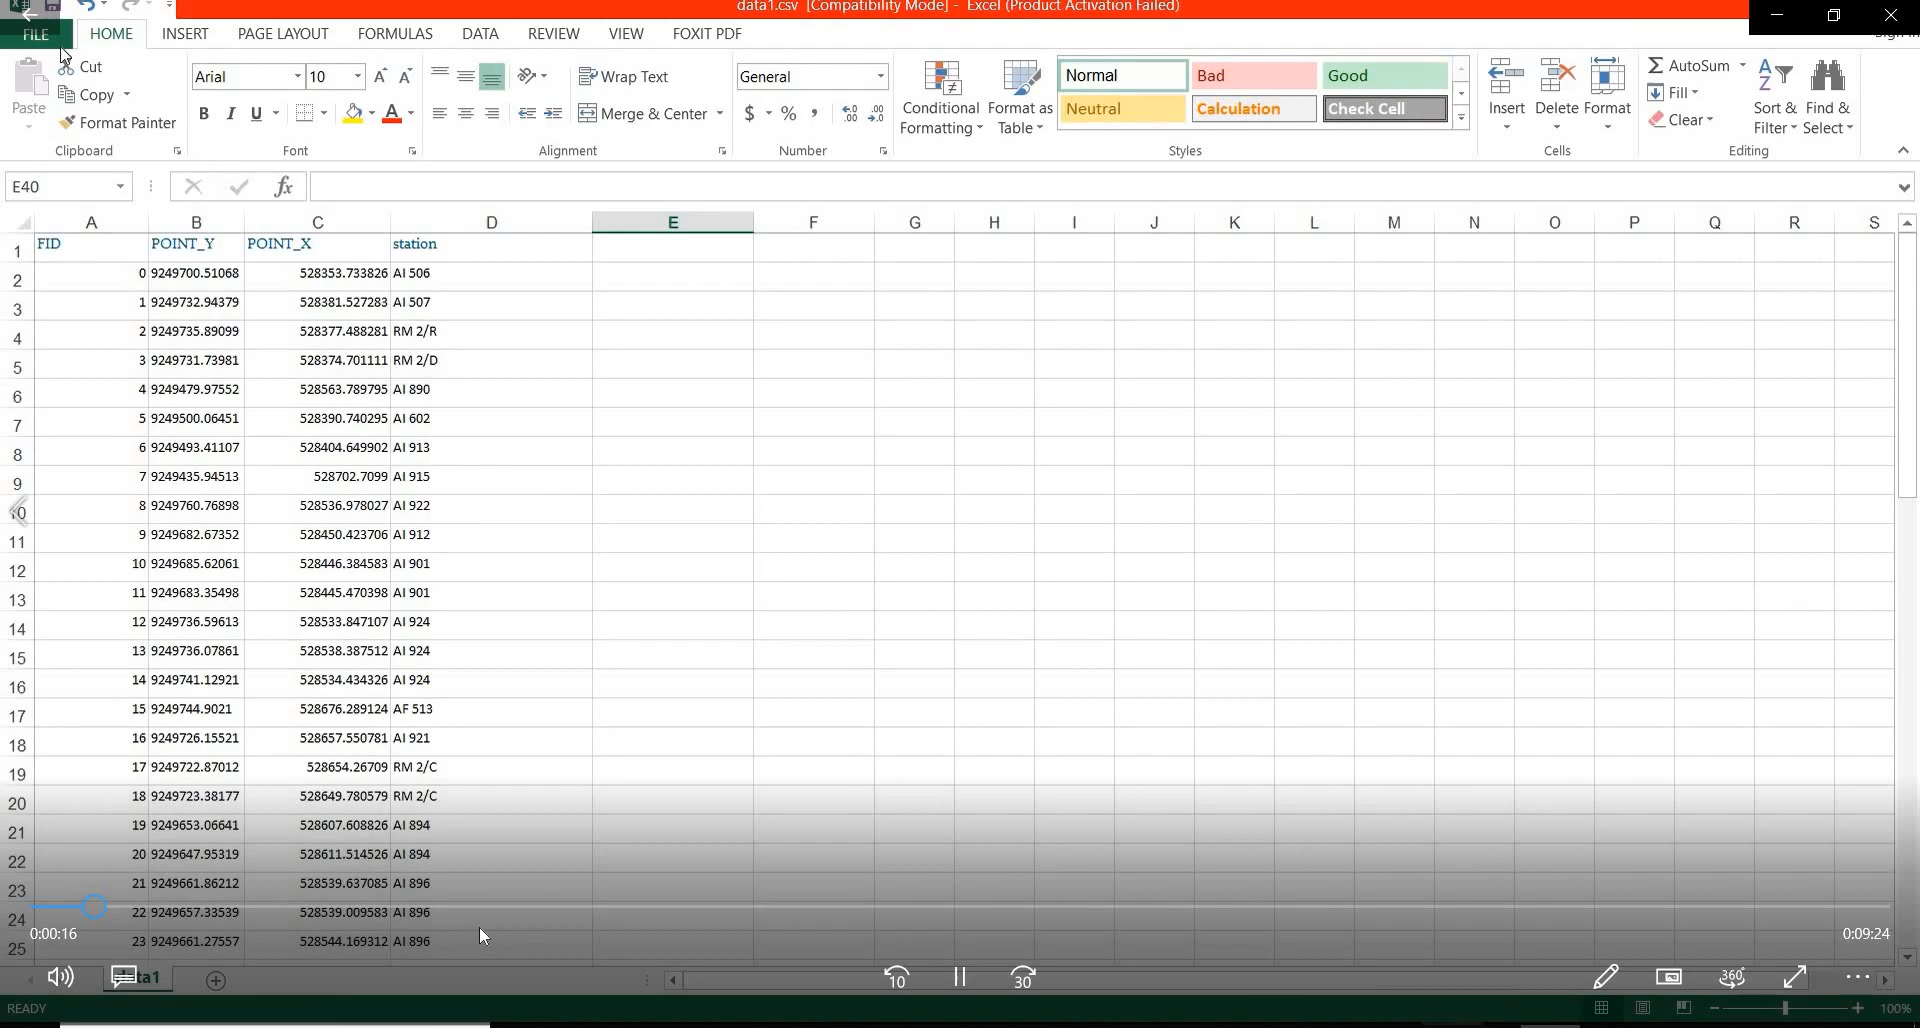 data1.csv [Compatibility Mode] - Excel (Product Activation Failed)
FILE HOME INSERT PAGE LAYOUT FORMULAS DATA REVIEW VIEW FOXIT PDF
Paste
Cut
Copy
Format Painter
Clipboard
Arial 10
B I U
A
Font
Wrap Text
Merge & Center
Alignment
General
$ % ,
Number
Conditional Formatting
Format as Table
Normal Bad Good
Neutral Calculation Check Cell
Styles
Insert Delete Format
Cells
AutoSum
Fill
Clear
Sort & Filter
Find & Select
Editing
E40 fx
A B C D E F G H I J K L M N O P Q R S
1 FID POINT_Y POINT_X station
2 0 9249700.51068 528353.733826 AI 506
3 1 9249732.94379 528381.527283 AI 507
4 2 9249735.89099 528377.488281 RM 2/R
5 3 9249731.73981 528374.701111 RM 2/D
6 4 9249479.97552 528563.789795 AI 890
7 5 9249500.06451 528390.740295 AI 602
8 6 9249493.41107 528404.649902 AI 913
9 7 9249435.94513 528702.7099 AI 915
10 8 9249760.76898 528536.978027 AI 922
11 9 9249682.67352 528450.423706 AI 912
12 10 9249685.62061 528446.384583 AI 901
13 11 9249683.35498 528445.470398 AI 901
14 12 9249736.59613 528533.847107 AI 924
15 13 9249736.07861 528538.387512 AI 924
16 14 9249741.12921 528534.434326 AI 924
17 15 9249744.9021 528676.289124 AF 513
18 16 9249726.15521 528657.550781 AI 921
19 17 9249722.87012 528654.26709 RM 2/C
20 18 9249723.38177 528649.780579 RM 2/C
21 19 9249653.06641 528607.608826 AI 894
22 20 9249647.95319 528611.514526 AI 894
23 21 9249661.86212 528539.637085 AI 896
24 22 9249657.33539 528539.009583 AI 896
25 23 9249661.27557 528544.169312 AI 896
0:00:16 0:09:24
10 30 360°
READY 100%